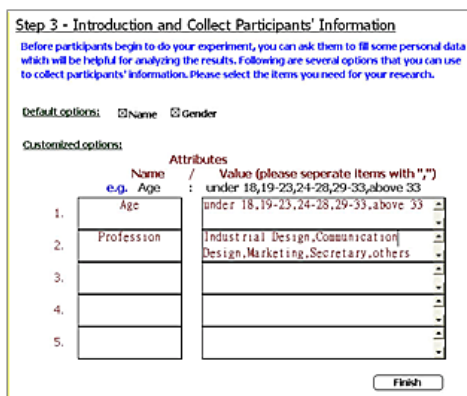 Step 3 - Introduction and Collect Participants' Information
Before participants begin to do your experiment, you can ask them to fill some personal data
which will be helpful for analyzing the results. Following are several options that you can use
to collect participants' information. Please select the items you need for your research.
Default options: Name Gender
Customized options:
Attributes
Name / Value (please seperate items with ",")
e.g. Age : under 18,19-23,24-28,29-33,above 33
1. Age under 18,19-23,24-28,29-33,above 33
2. Profession Industrial Design,Communication
Design,Marketing,Secretary,others
3.
4.
5.
Finish